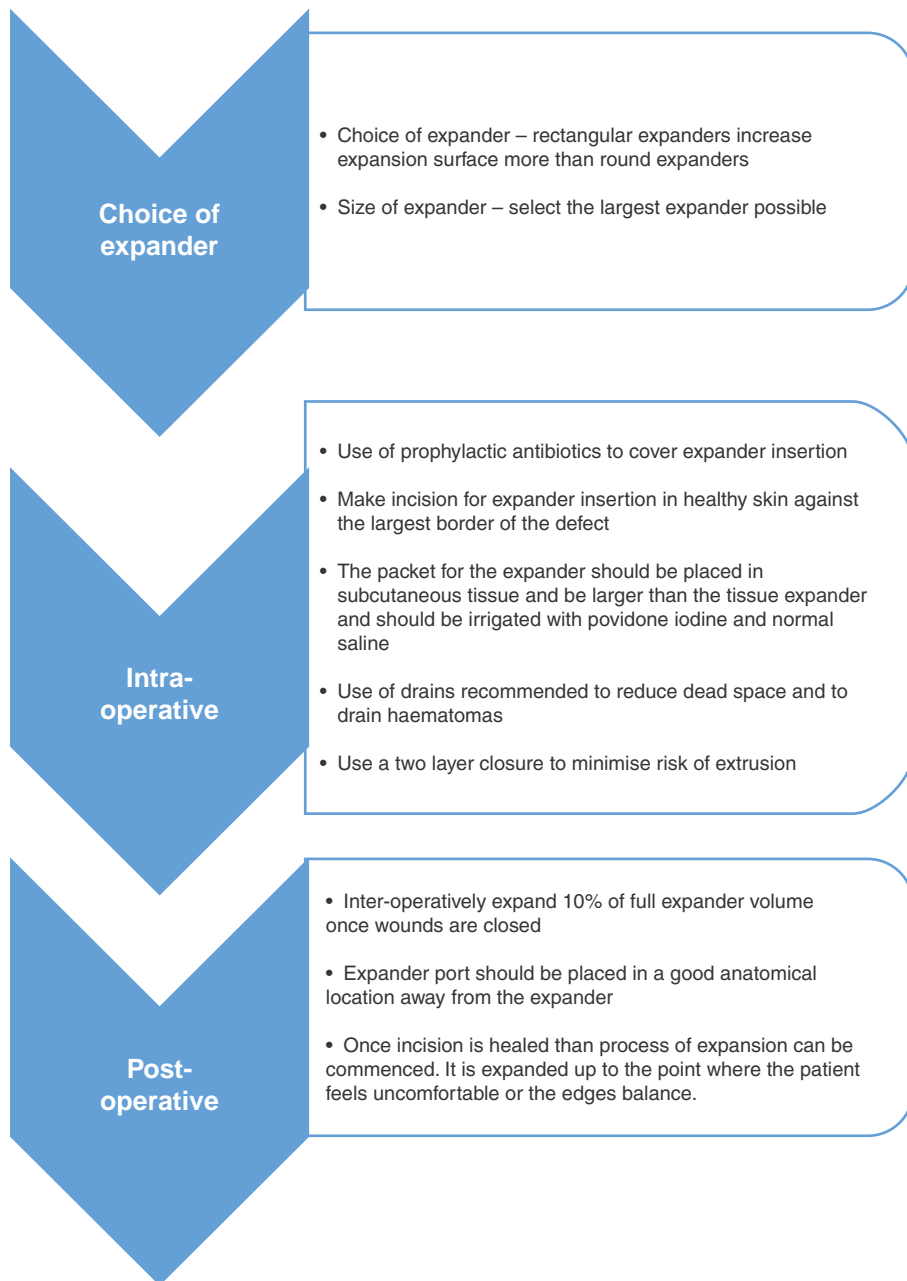 Choice of
expander
• Choice of expander – rectangular expanders increase
expansion surface more than round expanders
• Size of expander – select the largest expander possible
Intra-
operative
• Use of prophylactic antibiotics to cover expander insertion
• Make incision for expander insertion in healthy skin against
the largest border of the defect
• The packet for the expander should be placed in
subcutaneous tissue and be larger than the tissue expander
and should be irrigated with povidone iodine and normal
saline
• Use of drains recommended to reduce dead space and to
drain haematomas
• Use a two layer closure to minimise risk of extrusion
Post-
operative
• Inter-operatively expand 10% of full expander volume
once wounds are closed
• Expander port should be placed in a good anatomical
location away from the expander
• Once incision is healed than process of expansion can be
commenced. It is expanded up to the point where the patient
feels uncomfortable or the edges balance.